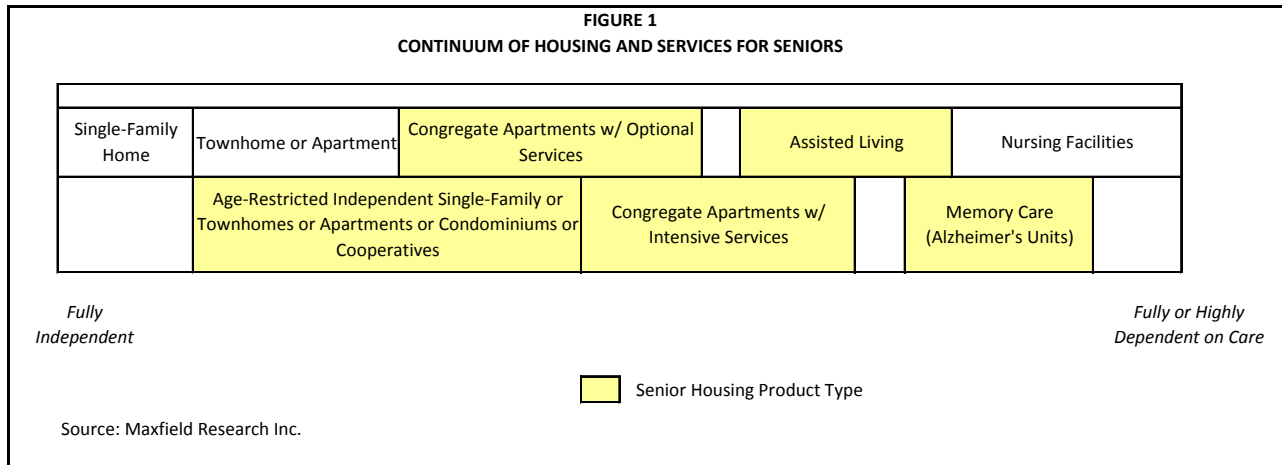 FIGURE 1
CONTINUUM OF HOUSING AND SERVICES FOR SENIORS
Single-Family
Home
Townhome or Apartment
Congregate Apartments w/ Optional
Services
Assisted Living
Nursing Facilities
Age-Restricted Independent Single-Family or
Townhomes or Apartments or Condominiums or
Cooperatives
Congregate Apartments w/
Intensive Services
Memory Care
(Alzheimer's Units)
Fully
Independent
Fully or Highly
Dependent on Care
Senior Housing Product Type
Source: Maxfield Research Inc.